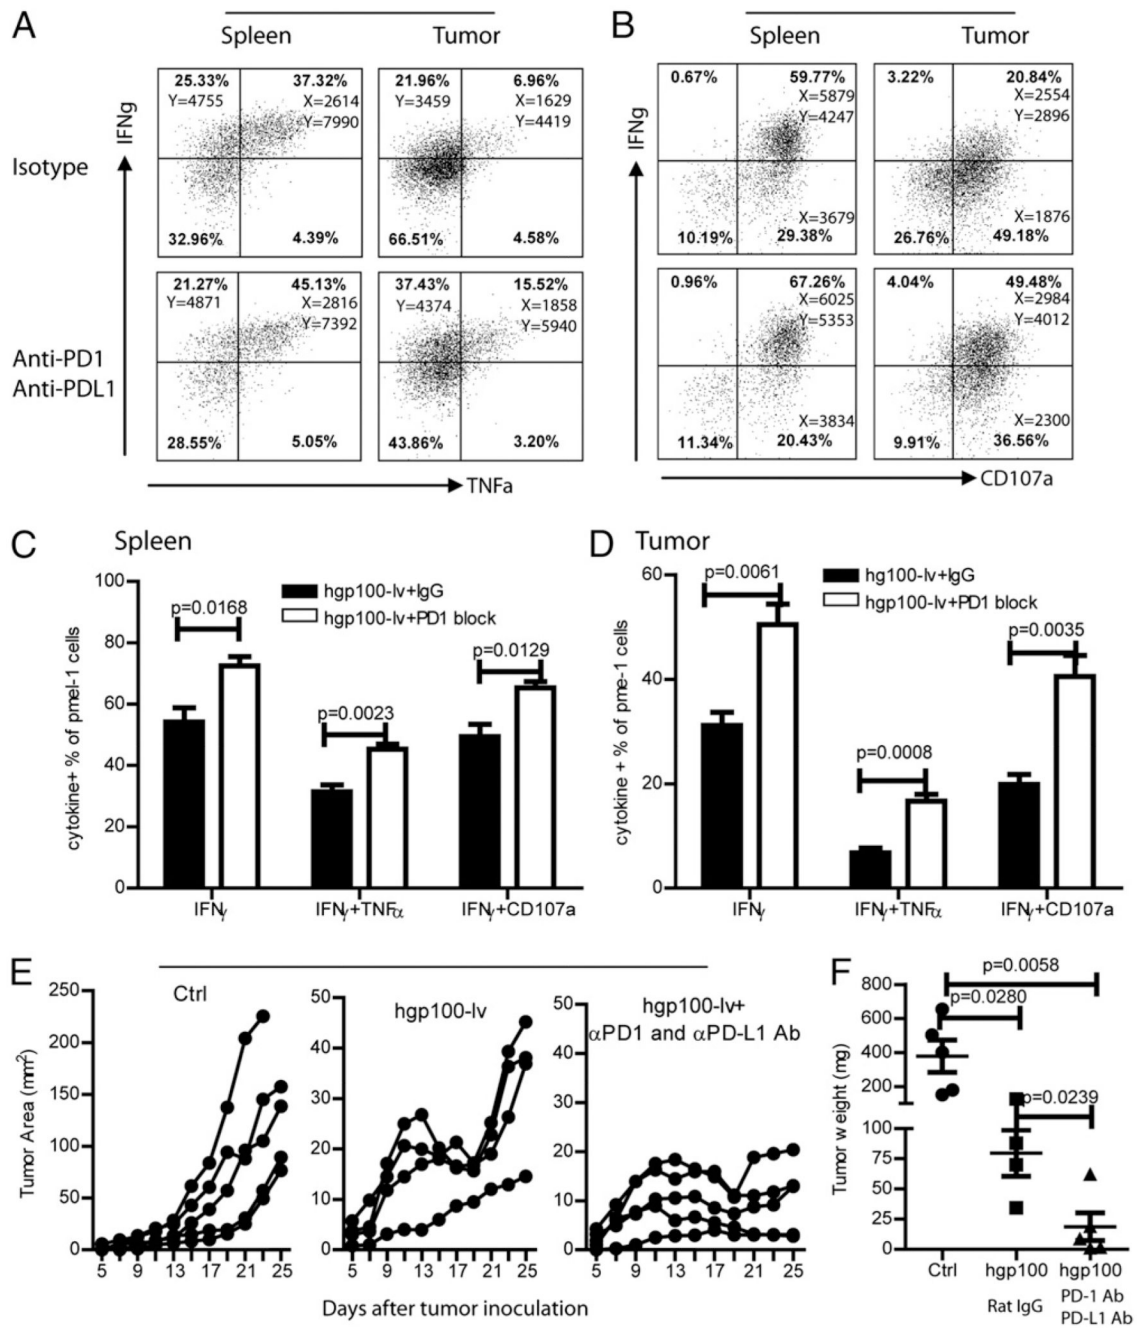 A
Spleen Tumor
IFNg
Isotype
25.33% 37.32%
Y=4755 X=2614
Y=7990
32.96% 4.39%
21.96% 6.96%
Y=3459 X=1629
Y=4419
66.51% 4.58%
Anti-PD1
Anti-PDL1
21.27% 45.13%
Y=4871 X=2816
Y=7392
28.55% 5.05%
37.43% 15.52%
Y=4374 X=1858
Y=5940
43.86% 3.20%
TNFa
B
Spleen Tumor
IFNg
0.67% 59.77%
X=5879
Y=4247
X=3679
10.19% 29.38%
3.22% 20.84%
X=2554
Y=2896
X=1876
26.76% 49.18%
0.96% 67.26%
X=6025
Y=5353
X=3834
11.34% 20.43%
4.04% 49.48%
X=2984
Y=4012
X=2300
9.91% 36.56%
CD107a
C Spleen
cytokine+ % of pmel-1 cells
100
80
60
40
20
0
hgp100-lv+IgG
hgp100-lv+PD1 block
p=0.0168
p=0.0023
p=0.0129
IFNγ IFNγ+TNFα IFNγ+CD107a
D Tumor
cytokine + % of pme-1 cells
60
40
20
0
hg100-lv+IgG
hgp100-lv+PD1 block
p=0.0061
p=0.0008
p=0.0035
IFNγ IFNγ+TNFα IFNγ+CD107a
E
Tumor Area (mm2)
Ctrl
250
200
150
100
50
0
5 9 13 17 21 25
hgp100-lv
50
40
30
20
10
0
5 9 13 17 21 25
hgp100-lv+
αPD1 and αPD-L1 Ab
50
40
30
20
10
0
5 9 13 17 21 25
Days after tumor inoculation
F
Tumor weight (mg)
800
600
400
200
100
75
50
25
0
p=0.0058
p=0.0280
p=0.0239
Ctrl hgp100 hgp100
Rat IgG PD-1 Ab
PD-L1 Ab